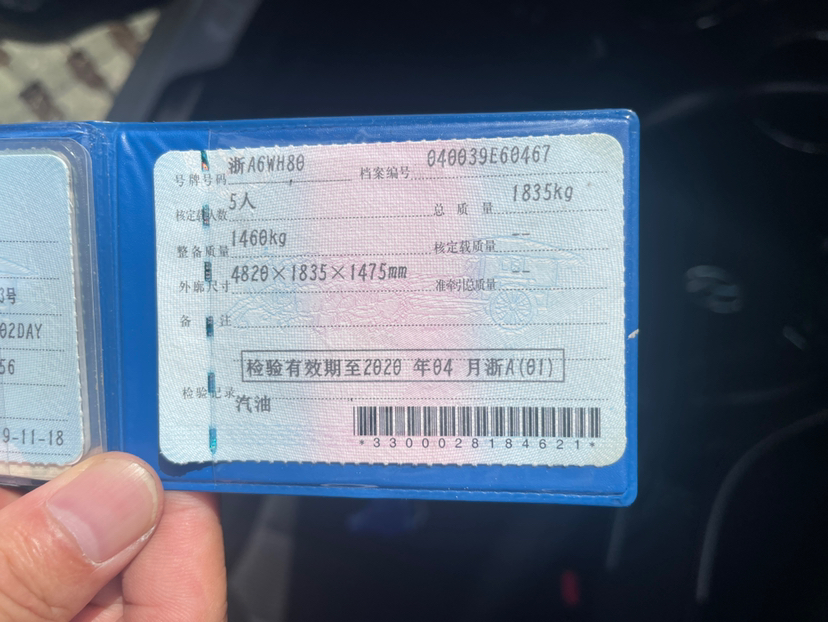 号牌号码 浙A6WH80 档案编号 040039E60467
核定载人数 5人 总质量 1835kg
整备质量 1460kg 核定载质量 --
外廓尺寸 4820×1835×1475mm 准牵引总质量 --
备注
检验有效期至2020 年04 月浙A(01)
检验记录
汽油
*3300028184621*
3号
02DAY
56
9-11-18